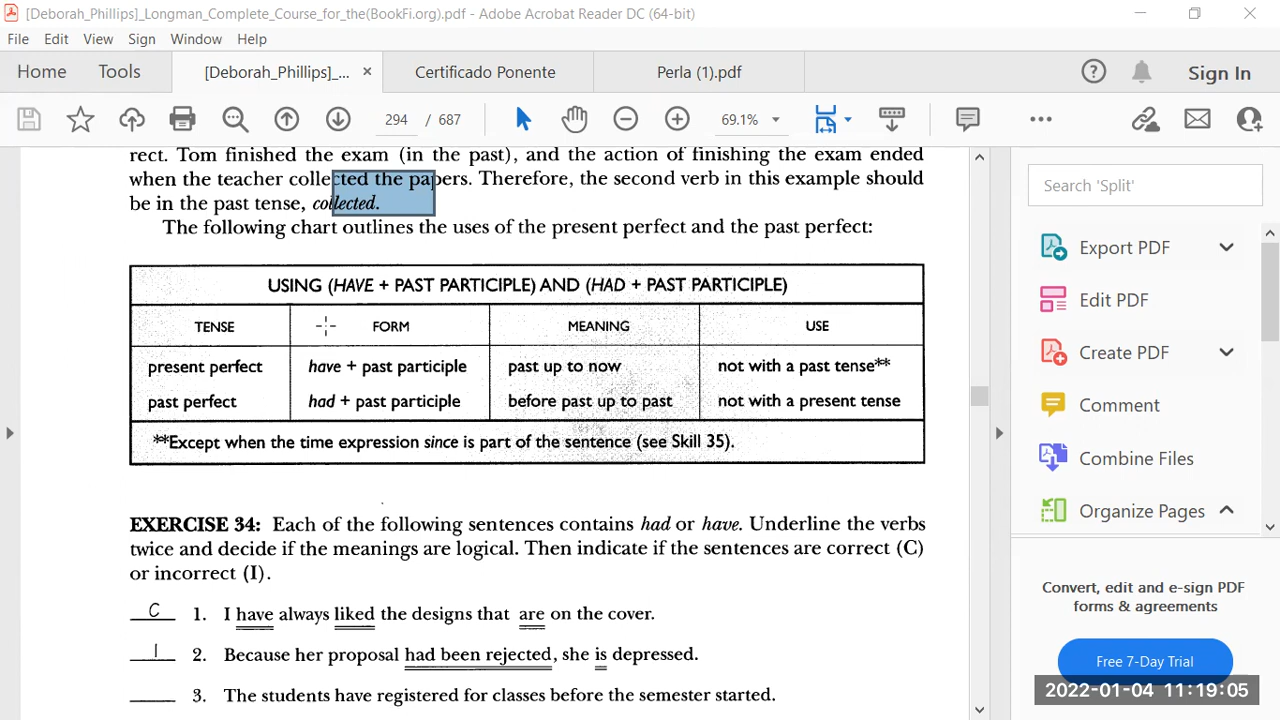 [Deborah_Phillips]_Longman_Complete_Course_for_the(BookFi.org).pdf - Adobe Acrobat Reader DC (64-bit)
File Edit View Sign Window Help
Home Tools [Deborah_Phillips]_... × Certificado Ponente Perla (1).pdf ? Sign In
294 / 687 69.1%
rect. Tom finished the exam (in the past), and the action of finishing the exam ended
when the teacher collected the papers. Therefore, the second verb in this example should
be in the past tense, collected.
The following chart outlines the uses of the present perfect and the past perfect:
USING (HAVE + PAST PARTICIPLE) AND (HAD + PAST PARTICIPLE)
TENSE FORM MEANING USE
present perfect have + past participle past up to now not with a past tense**
past perfect had + past participle before past up to past not with a present tense
**Except when the time expression since is part of the sentence (see Skill 35).
EXERCISE 34: Each of the following sentences contains had or have. Underline the verbs
twice and decide if the meanings are logical. Then indicate if the sentences are correct (C)
or incorrect (I).
C 1. I have always liked the designs that are on the cover.
I 2. Because her proposal had been rejected, she is depressed.
3. The students have registered for classes before the semester started.
Search 'Split'
Export PDF
Edit PDF
Create PDF
Comment
Combine Files
Organize Pages
Convert, edit and e-sign PDF
forms & agreements
Free 7-Day Trial
2022-01-04 11:19:05